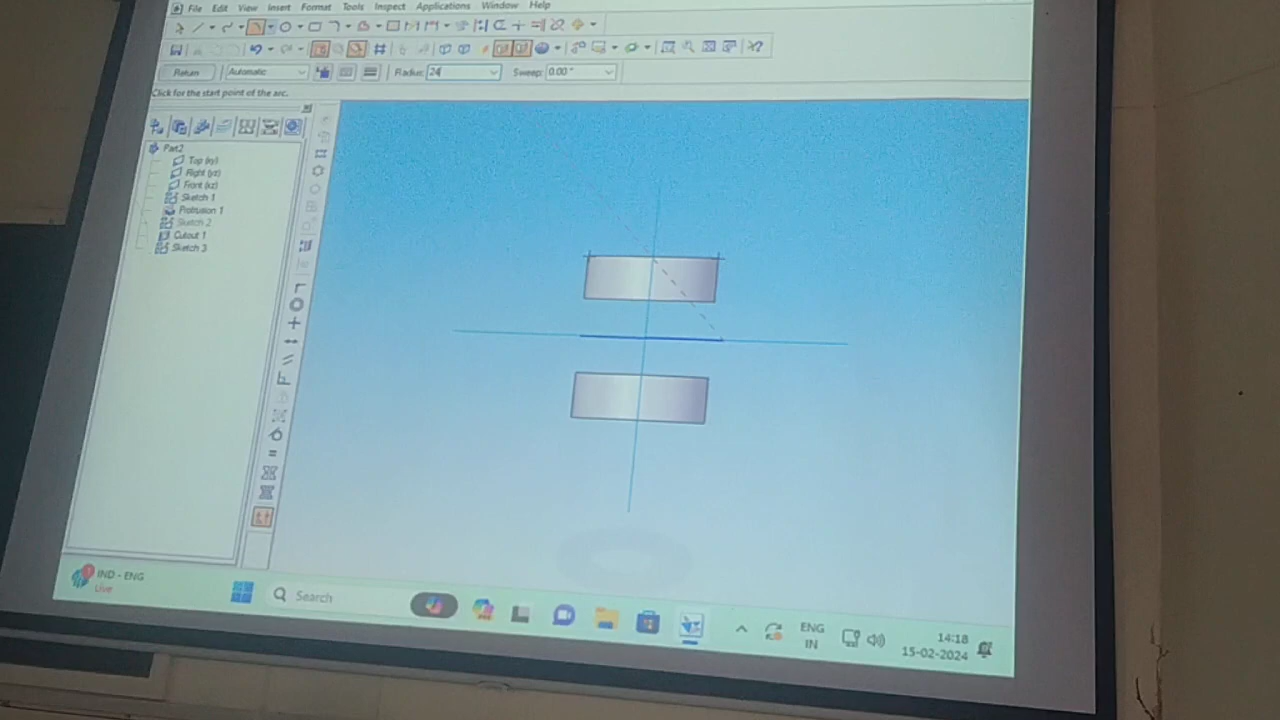 File Edit View Insert Format Tools Inspect Applications Window Help
Return Automatic Radius: 24 Sweep: 0.00 °
Click for the start point of the arc.
Part2
Top (xy)
Right (yz)
Front (xz)
Sketch 1
Protrusion 1
Sketch 2
Cutout 1
Sketch 3
1
IND - ENG
Live
Search
ENG
IN
14:18
15-02-2024